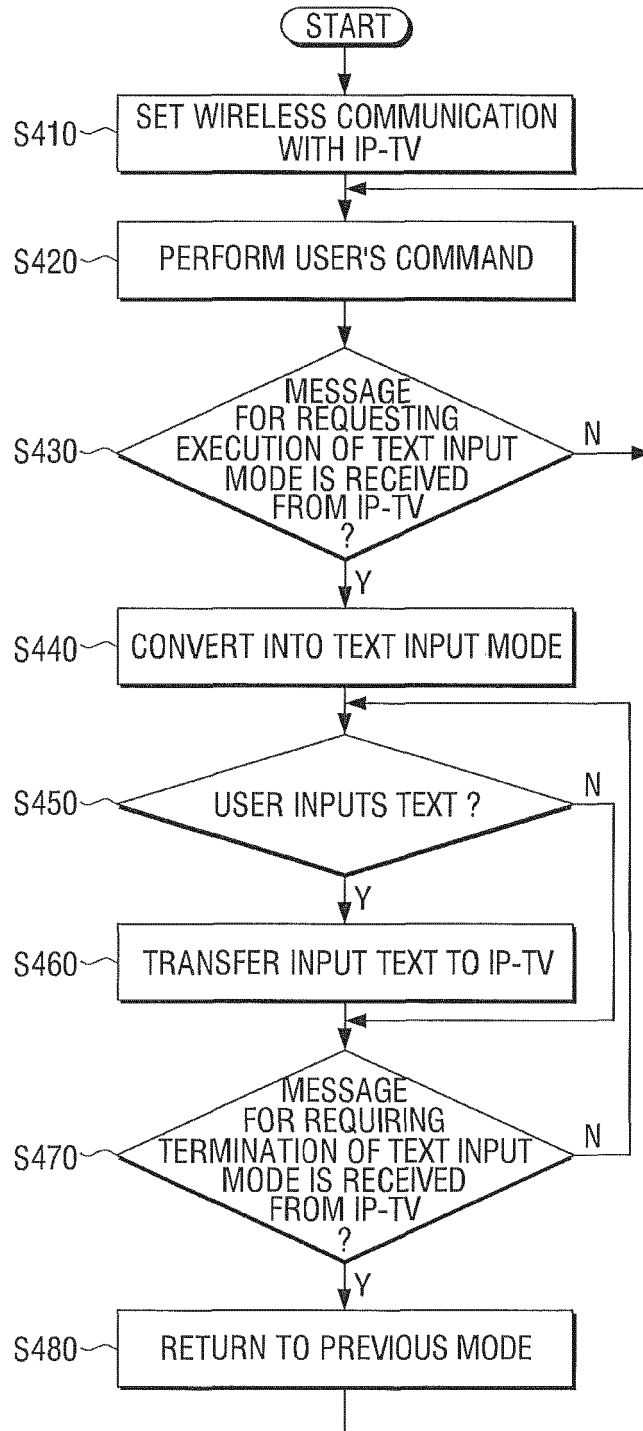 START
S410
SET WIRELESS COMMUNICATION
WITH IP-TV
S420
PERFORM USER'S COMMAND
S430
MESSAGE
FOR REQUESTING
EXECUTION OF TEXT INPUT
MODE IS RECEIVED
FROM IP-TV
?
N
Y
S440
CONVERT INTO TEXT INPUT MODE
S450
USER INPUTS TEXT ?
N
Y
S460
TRANSFER INPUT TEXT TO IP-TV
S470
MESSAGE
FOR REQUIRING
TERMINATION OF TEXT INPUT
MODE IS RECEIVED
FROM IP-TV
?
N
Y
S480
RETURN TO PREVIOUS MODE